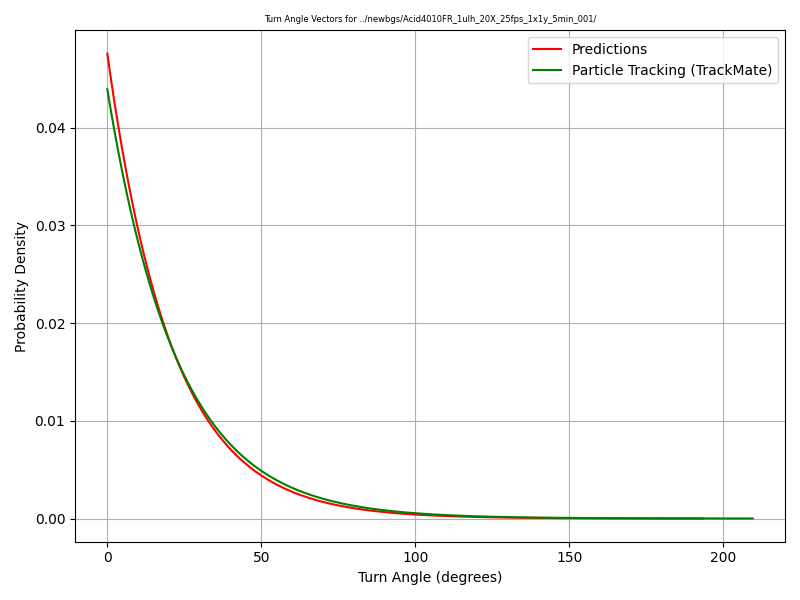 Turn Angle Vectors for ../newbgs/Acid4010FR_1ulh_20X_25fps_1x1y_5min_001/
Predictions
Particle Tracking (TrackMate)
Probability Density
0.04
0.03
0.02
0.01
0.00
0 50 100 150 200
Turn Angle (degrees)